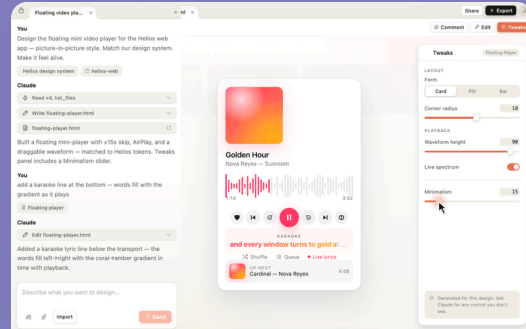 Floating video pla...
Share
Export
Comment
Edit
Tweaks
You
Design the floating mini video player for the Helios web
app — picture-in-picture style. Match our design system.
Make it feel alive.
Helios design system
helios-web
Claude
Read ×4, list_files
Write floating-player.html
floating-player.html
Built a floating mini-player with ±15s skip, AirPlay, and a
draggable waveform — matched to Helios tokens. Tweaks
panel includes a Minimalism slider.
You
add a karaoke line at the bottom — words fill with the
gradient as it plays
Floating player
Claude
Edit floating-player.html
Added a karaoke lyric line below the transport — the
words fill left→right with the coral→amber gradient in
time with playback.
Describe what you want to design...
Import
Send
Golden Hour
Nova Reyes — Sunroom
1:14
3:42
KARAOKE
and every window turns to gold at ...
Shuffle
Queue
Live lyrics
UP NEXT
Cardinal — Nova Reyes
4:08
Tweaks
Floating Player
LAYOUT
Form
Card
Pill
Bar
Corner radius
18
PLAYBACK
Waveform height
90
Live spectrum
Minimalism
15
Generated for this design. Ask
Claude for any control you don't
see.